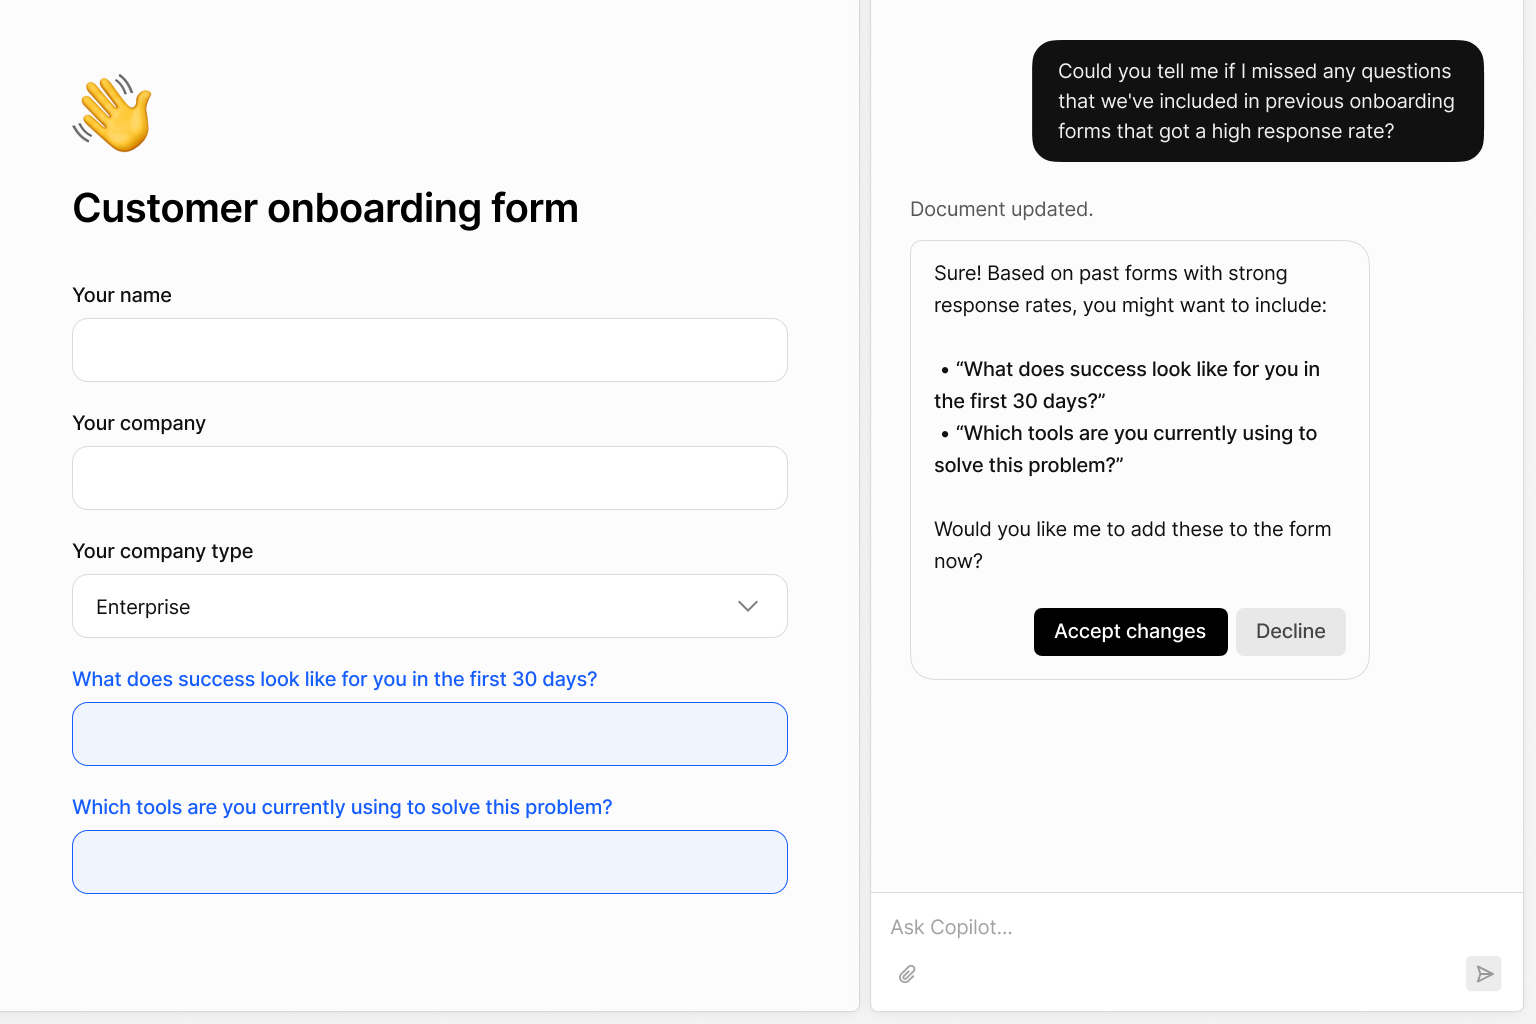 Customer onboarding form
Your name
Your company
Your company type
Enterprise
What does success look like for you in the first 30 days?
Which tools are you currently using to solve this problem?
Could you tell me if I missed any questions
that we've included in previous onboarding
forms that got a high response rate?
Document updated.
Sure! Based on past forms with strong
response rates, you might want to include:
• “What does success look like for you in
the first 30 days?”
• “Which tools are you currently using to
solve this problem?”
Would you like me to add these to the form
now?
Accept changes
Decline
Ask Copilot...